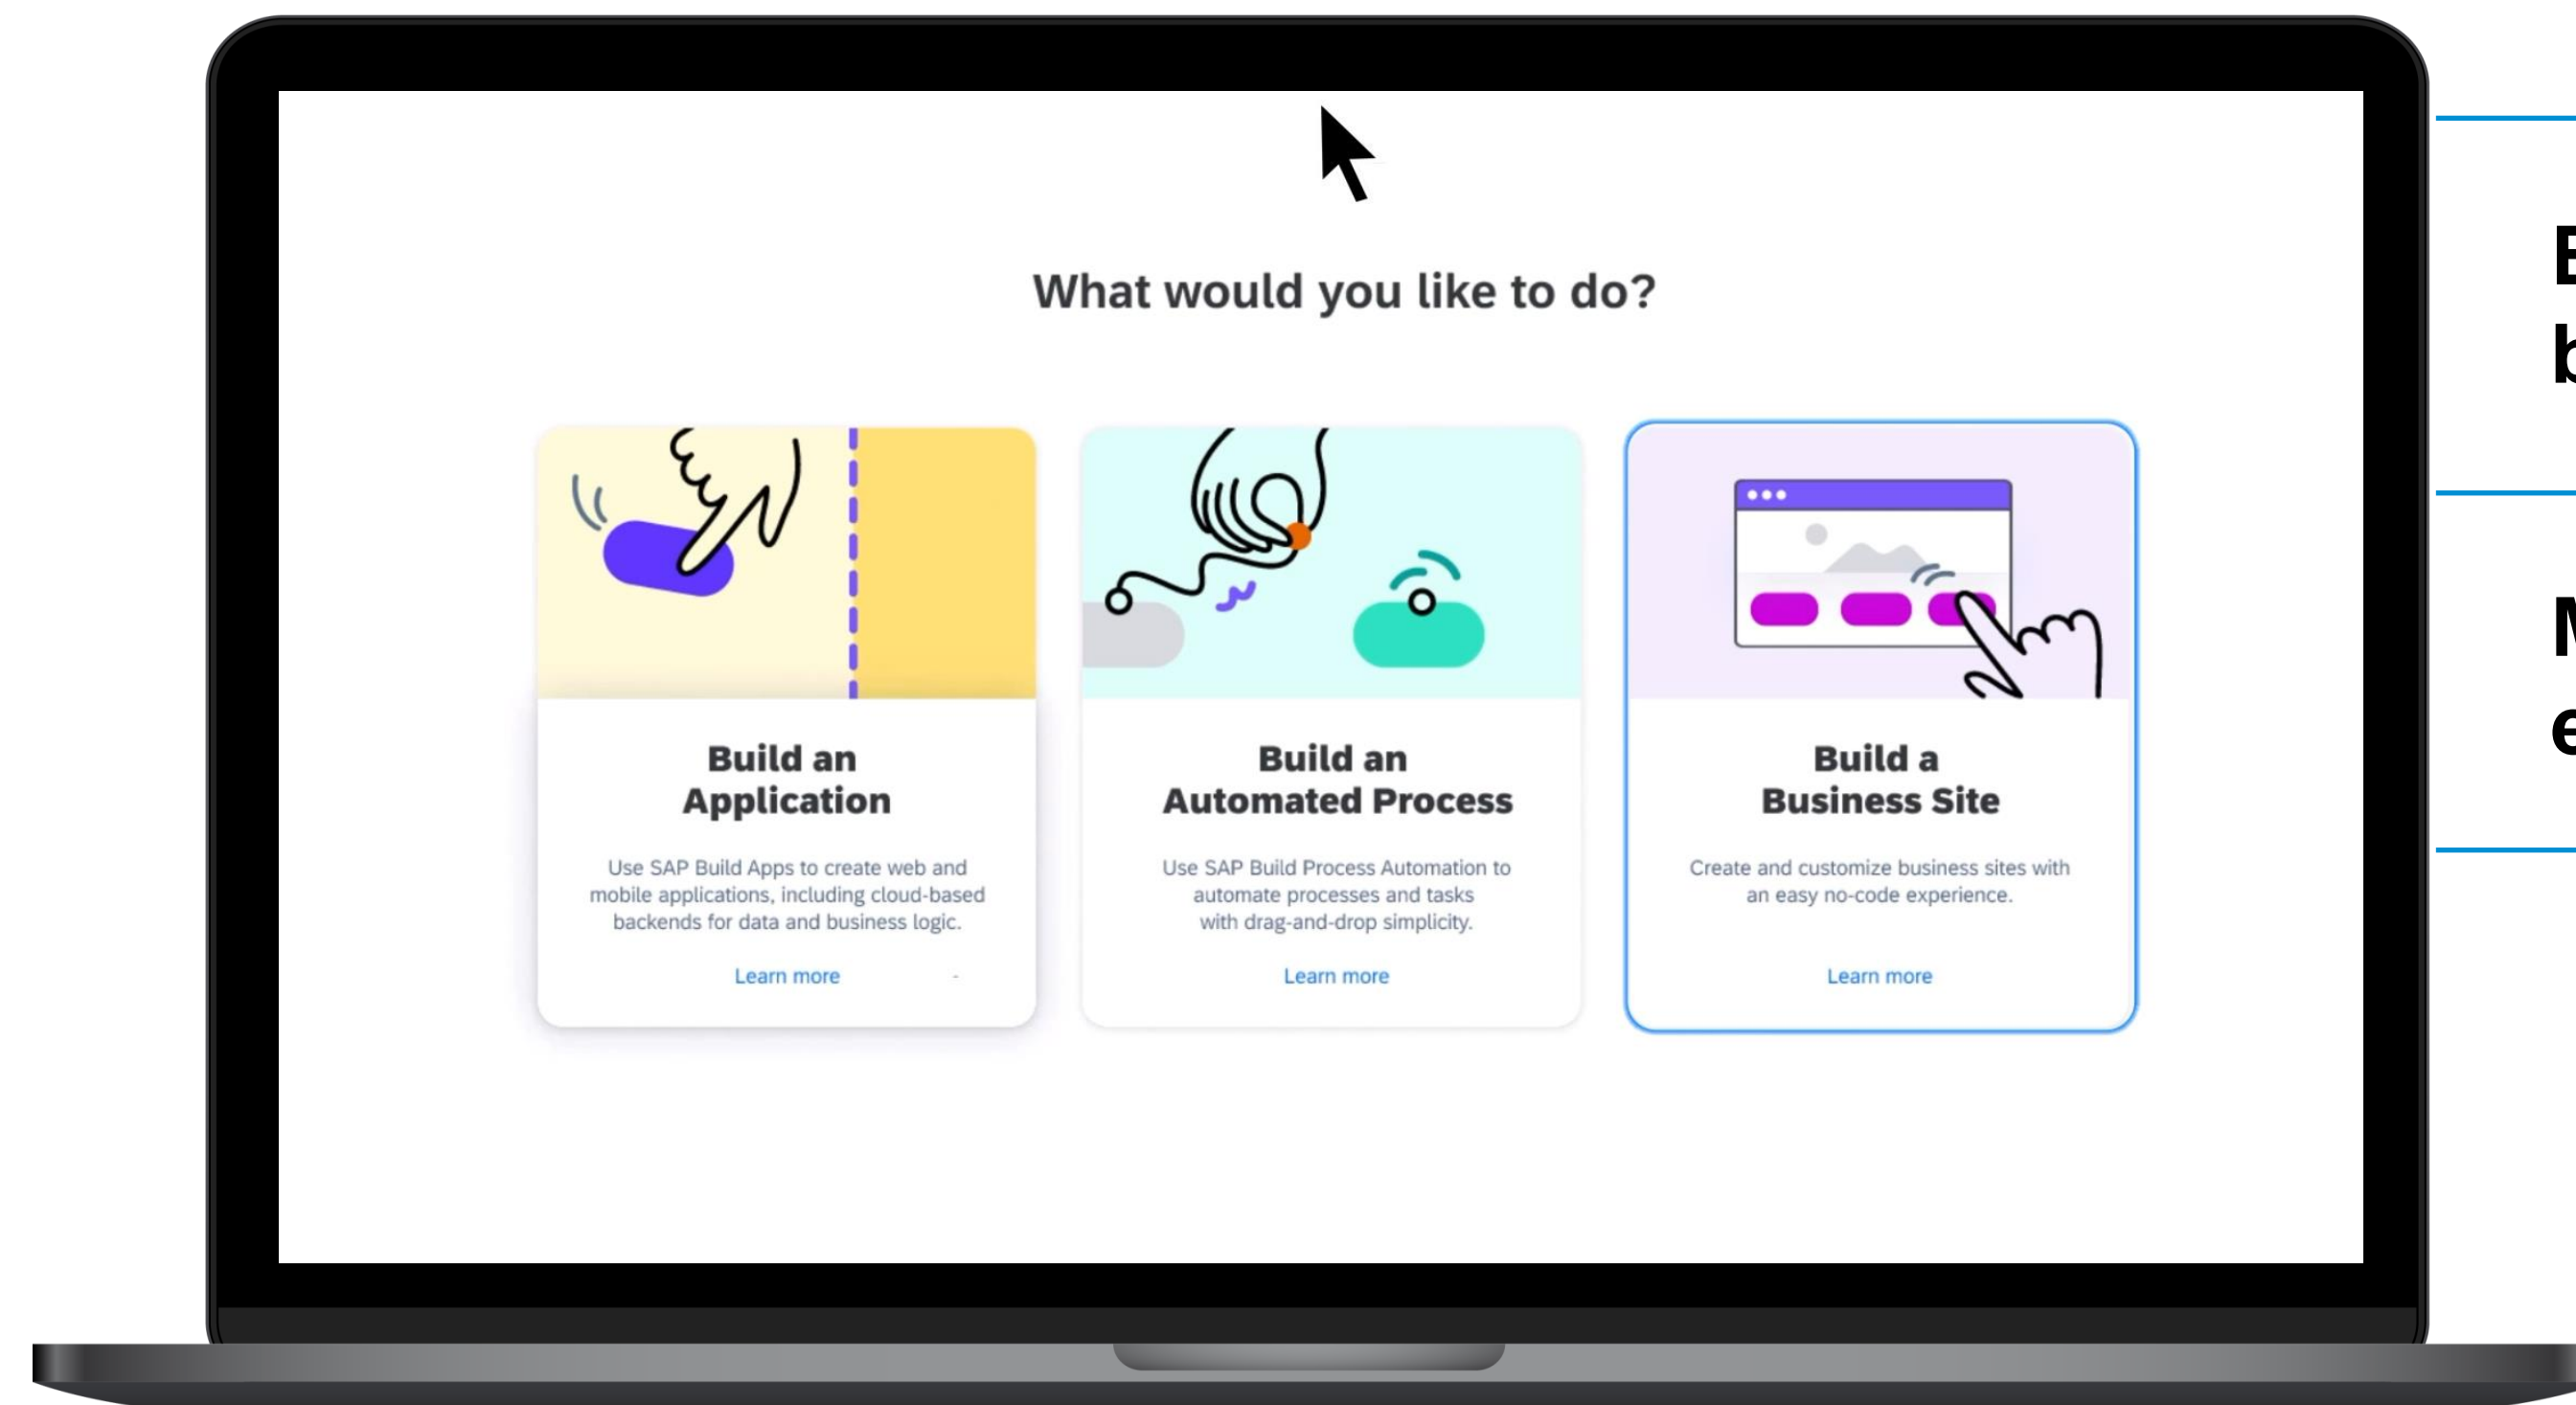 What would you like to do?
Build an
Application
Use SAP Build Apps to create web and
mobile applications, including cloud-based
backends for data and business logic.
Learn more
Build an
Automated Process
Use SAP Build Process Automation to
automate processes and tasks
with drag-and-drop simplicity.
Learn more
Build a
Business Site
Create and customize business sites with
an easy no-code experience.
Learn more